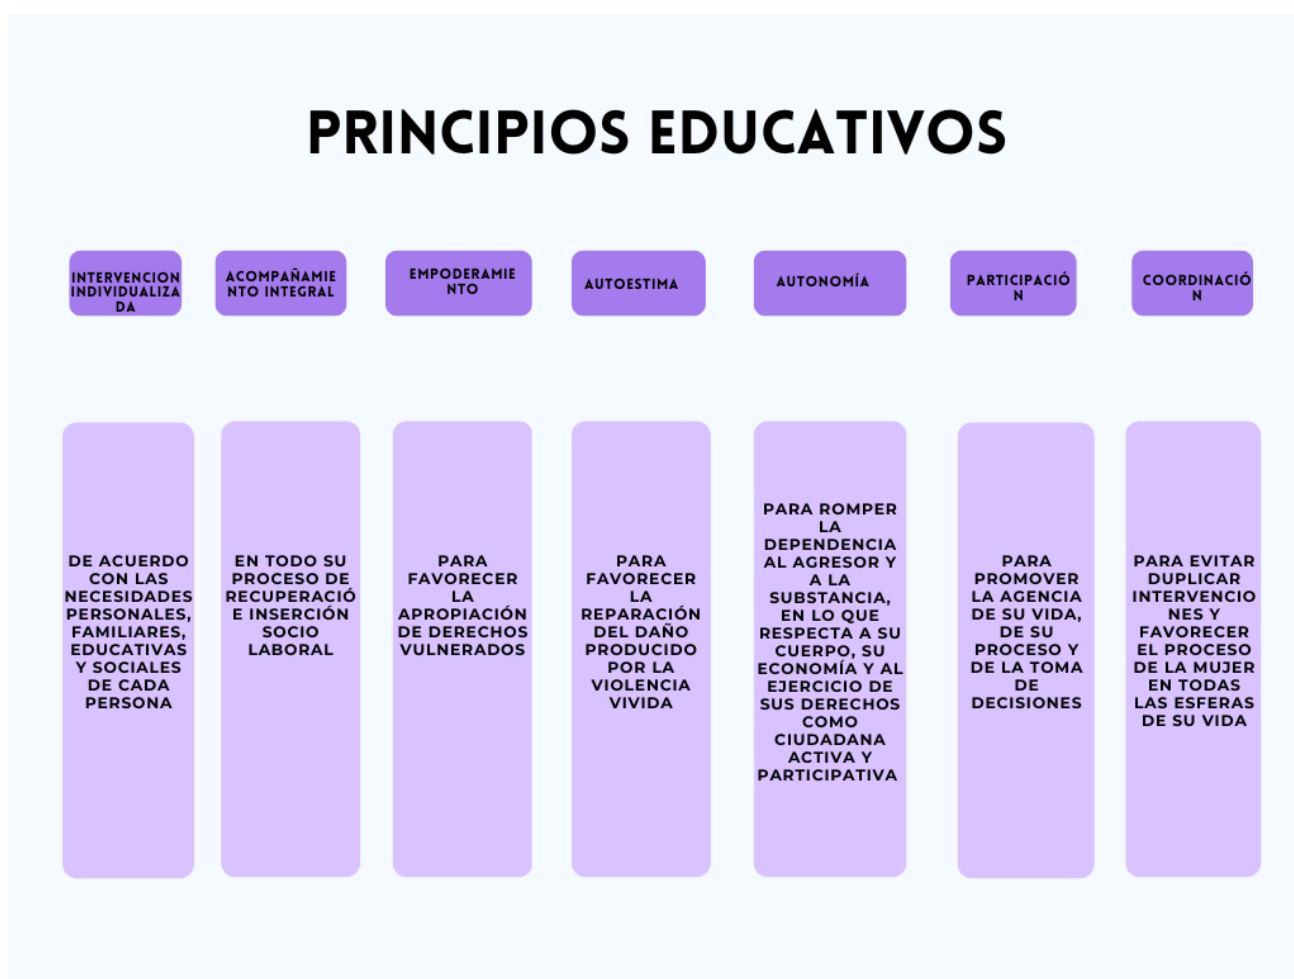 PRINCIPIOS EDUCATIVOS
INTERVENCION
INDIVIDUALIZA
DA
ACOMPAÑAMIE
NTO INTEGRAL
EMPODERAMIE
NTO
AUTOESTIMA
AUTONOMÍA
PARTICIPACIÓ
N
COORDINACIÓ
N
DE ACUERDO
CON LAS
NECESIDADES
PERSONALES,
FAMILIARES,
EDUCATIVAS
Y SOCIALES
DE CADA
PERSONA
EN TODO SU
PROCESO DE
RECUPERACIÓ
E INSERCIÓN
SOCIO
LABORAL
PARA
FAVORECER
LA
APROPIACIÓN
DE DERECHOS
VULNERADOS
PARA
FAVORECER
LA
REPARACIÓN
DEL DAÑO
PRODUCIDO
POR LA
VIOLENCIA
VIVIDA
PARA ROMPER
LA
DEPENDENCIA
AL AGRESOR Y
A LA
SUBSTANCIA,
EN LO QUE
RESPECTA A SU
CUERPO, SU
ECONOMÍA Y AL
EJERCICIO DE
SUS DERECHOS
COMO
CIUDADANA
ACTIVA Y
PARTICIPATIVA
PARA
PROMOVER
LA AGENCIA
DE SU VIDA,
DE SU
PROCESO Y
DE LA TOMA
DE
DECISIONES
PARA EVITAR
DUPLICAR
INTERVENCIO
NES Y
FAVORECER
EL PROCESO
DE LA MUJER
EN TODAS
LAS ESFERAS
DE SU VIDA